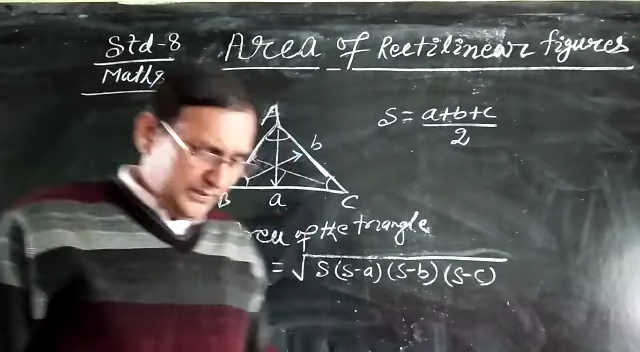 Std-8
Maths
Area of Rectilinear figures
A
b
S = a+b+c
2
B
a
C
of the triangle
= √S(S-a)(S-b)(S-c)